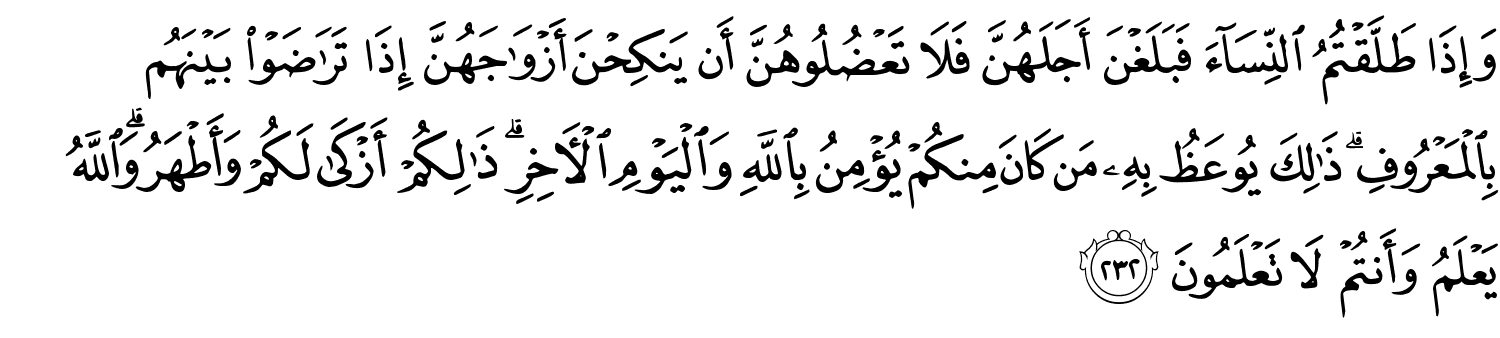 وَإِذَا طَلَّقْتُمُ ٱلنِّسَآءَ فَبَلَغْنَ أَجَلَهُنَّ فَلَا تَعْضُلُوهُنَّ أَن يَنكِحْنَ أَزْوَٰجَهُنَّ إِذَا تَرَٰضَوْا۟ بَيْنَهُم
بِٱلْمَعْرُوفِ ۗ ذَٰلِكَ يُوعَظُ بِهِۦ مَن كَانَ مِنكُمْ يُؤْمِنُ بِٱللَّهِ وَٱلْيَوْمِ ٱلْـَٔاخِرِ ۗ ذَٰلِكُمْ أَزْكَىٰ لَكُمْ وَأَطْهَرُ ۗ وَٱللَّهُ
يَعْلَمُ وَأَنتُمْ لَا تَعْلَمُونَ ٢٣٢